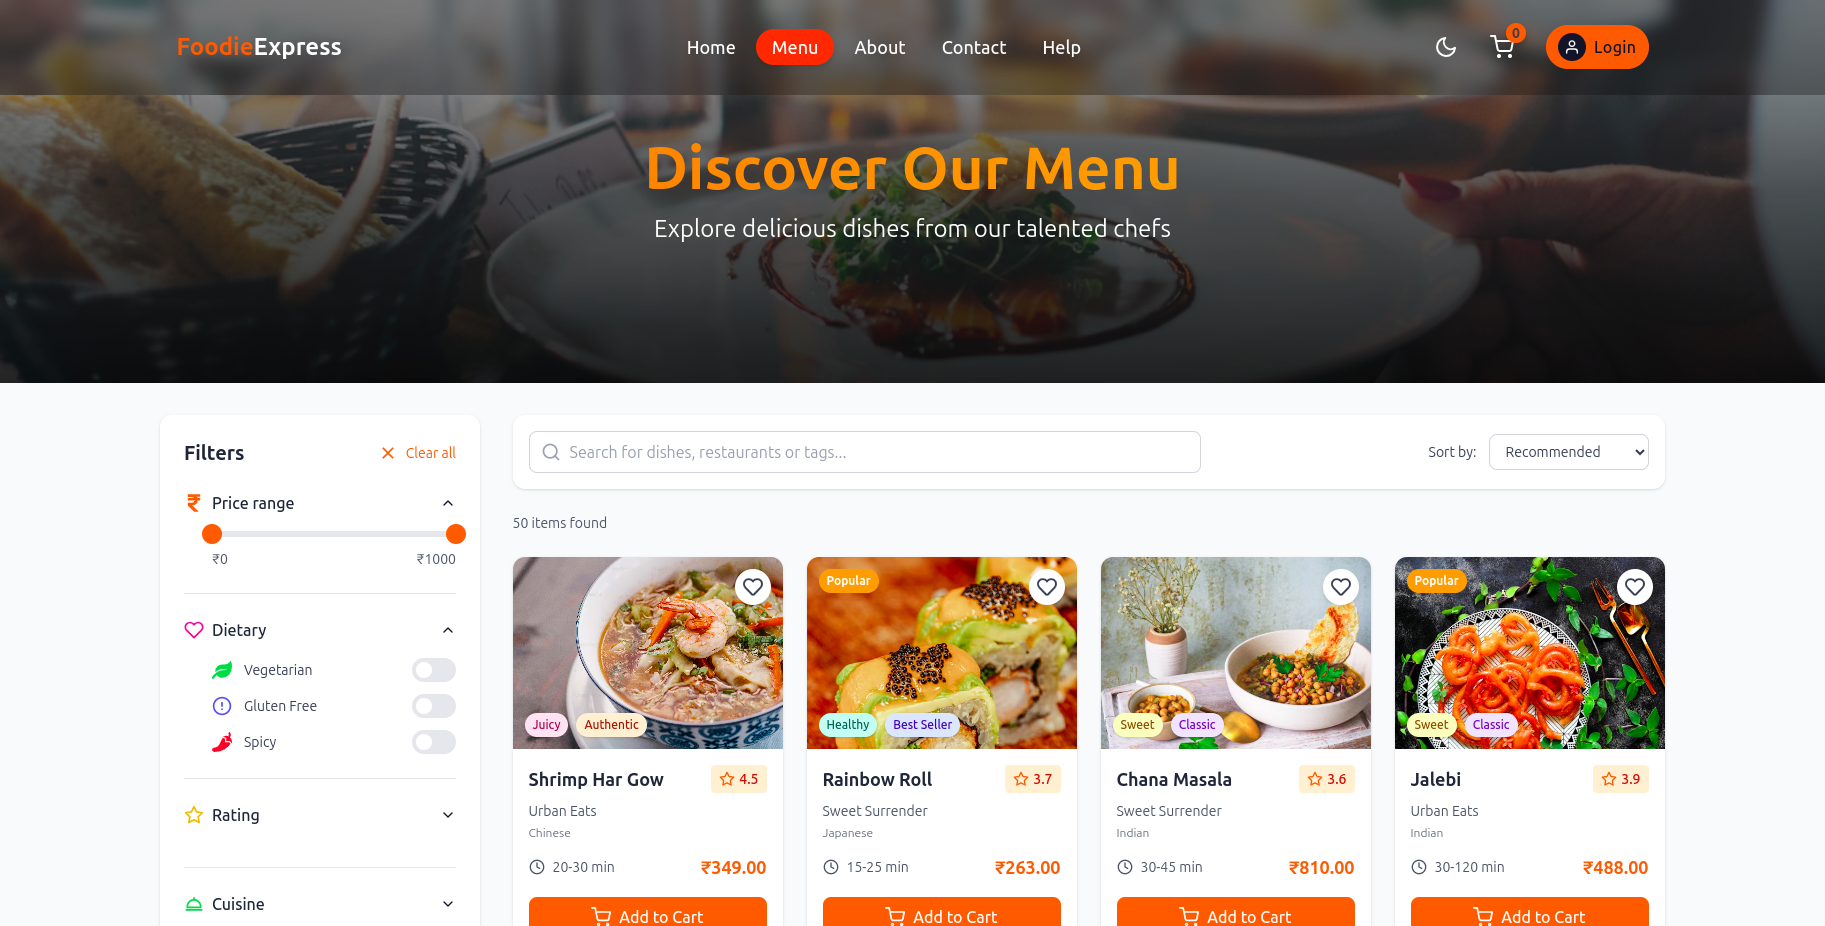 FoodieExpress
Home Menu About Contact Help
0
Login
Discover Our Menu
Explore delicious dishes from our talented chefs
Filters
Clear all
₹ Price range
₹0 ₹1000
Dietary
Vegetarian
Gluten Free
Spicy
Rating
Cuisine
Search for dishes, restaurants or tags...
Sort by: Recommended
50 items found
Juicy Authentic
Shrimp Har Gow 4.5
Urban Eats
Chinese
20-30 min ₹349.00
Add to Cart
Popular
Healthy Best Seller
Rainbow Roll 3.7
Sweet Surrender
Japanese
15-25 min ₹263.00
Add to Cart
Sweet Classic
Chana Masala 3.6
Sweet Surrender
Indian
30-45 min ₹810.00
Add to Cart
Popular
Sweet Classic
Jalebi 3.9
Urban Eats
Indian
30-120 min ₹488.00
Add to Cart